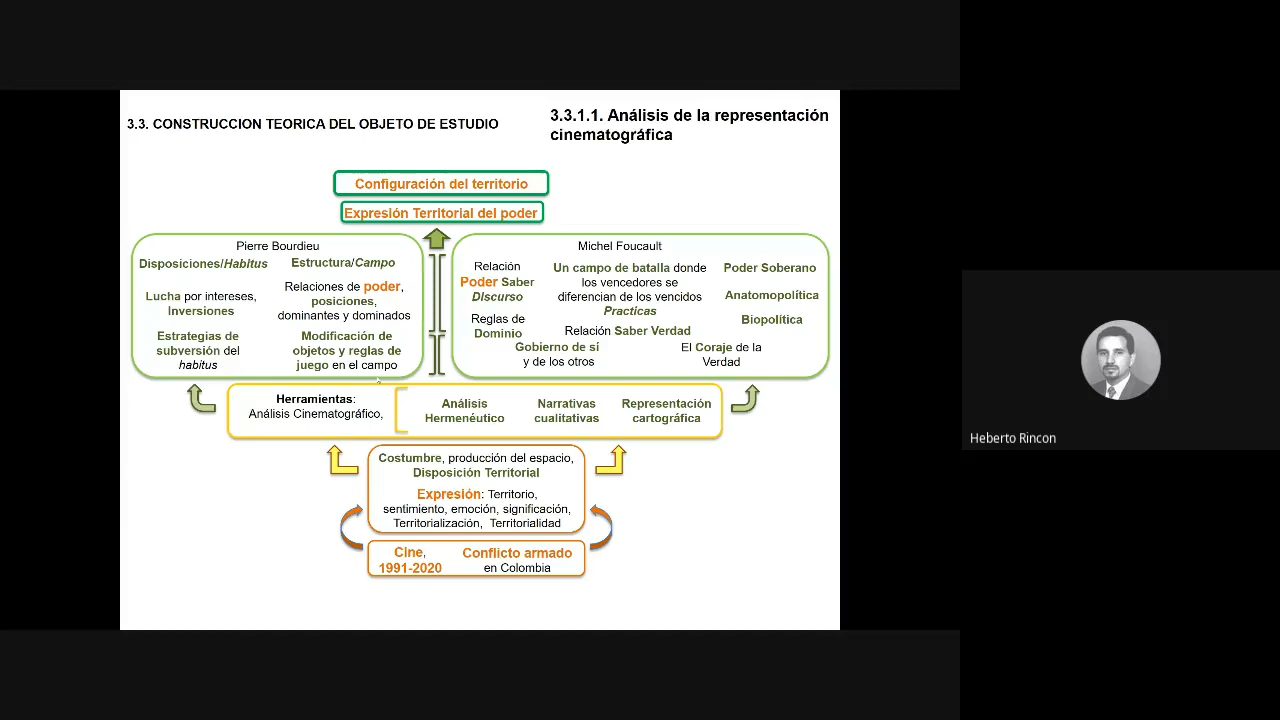 3.3. CONSTRUCCION TEORICA DEL OBJETO DE ESTUDIO
3.3.1.1. Análisis de la representación
cinematográfica
Configuración del territorio
Expresión Territorial del poder
Pierre Bourdieu
Disposiciones/Habitus
Lucha por intereses,
Inversiones
Estrategias de
subversión del
habitus
Estructura/Campo
Relaciones de poder,
posiciones,
dominantes y dominados
Modificación de
objetos y reglas de
juego en el campo
Michel Foucault
Relación
Poder Saber
DIscurso
Reglas de
Dominio
Un campo de batalla donde
los vencedores se
diferencian de los vencidos
Practicas
Relación Saber Verdad
Gobierno de sí
y de los otros
Poder Soberano
Anatomopolítica
Biopolítica
El Coraje de la
Verdad
Herramientas:
Análisis Cinematográfico,
Análisis
Hermenéutico
Narrativas
cualitativas
Representación
cartográfica
Costumbre, producción del espacio,
Disposición Territorial
Expresión: Territorio,
sentimiento, emoción, significación,
Territorialización, Territorialidad
Cine,
1991-2020
Conflicto armado
en Colombia
Heberto Rincon